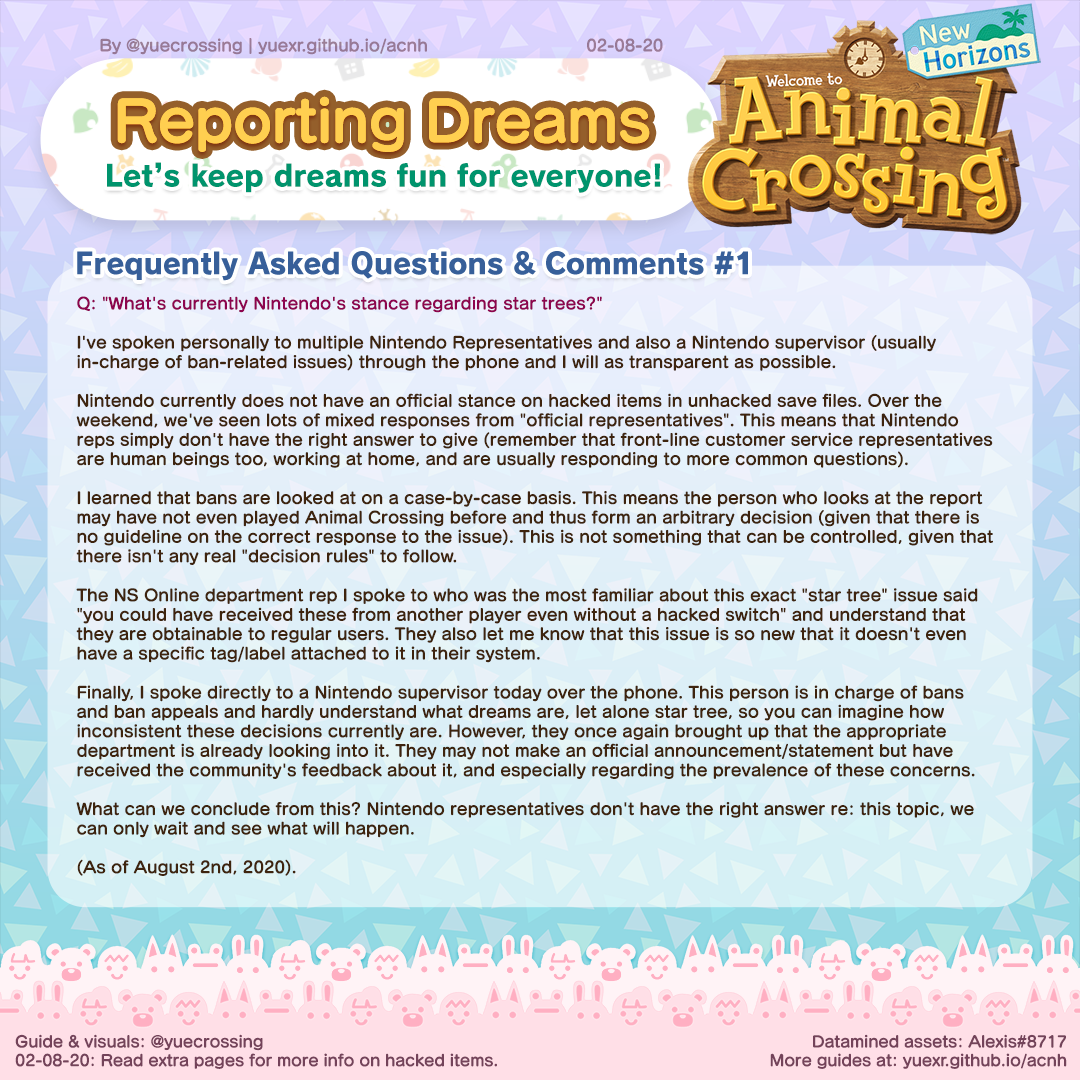 By @yuecrossing | yuexr.github.io/acnh
02-08-20
New
Horizons
Welcome to
Animal
Crossing
Reporting Dreams
Let's keep dreams fun for everyone!
Frequently Asked Questions & Comments #1
Q: "What's currently Nintendo's stance regarding star trees?"
I've spoken personally to multiple Nintendo Representatives and also a Nintendo supervisor (usually
in-charge of ban-related issues) through the phone and I will as transparent as possible.
Nintendo currently does not have an official stance on hacked items in unhacked save files. Over the
weekend, we've seen lots of mixed responses from "official representatives". This means that Nintendo
reps simply don't have the right answer to give (remember that front-line customer service representatives
are human beings too, working at home, and are usually responding to more common questions).
I learned that bans are looked at on a case-by-case basis. This means the person who looks at the report
may have not even played Animal Crossing before and thus form an arbitrary decision (given that there is
no guideline on the correct response to the issue). This is not something that can be controlled, given that
there isn't any real "decision rules" to follow.
The NS Online department rep I spoke to who was the most familiar about this exact "star tree" issue said
"you could have received these from another player even without a hacked switch" and understand that
they are obtainable to regular users. They also let me know that this issue is so new that it doesn't even
have a specific tag/label attached to it in their system.
Finally, I spoke directly to a Nintendo supervisor today over the phone. This person is in charge of bans
and ban appeals and hardly understand what dreams are, let alone star tree, so you can imagine how
inconsistent these decisions currently are. However, they once again brought up that the appropriate
department is already looking into it. They may not make an official announcement/statement but have
received the community's feedback about it, and especially regarding the prevalence of these concerns.
What can we conclude from this? Nintendo representatives don't have the right answer re: this topic, we
can only wait and see what will happen.
(As of August 2nd, 2020).
Guide & visuals: @yuecrossing
02-08-20: Read extra pages for more info on hacked items.
Datamined assets: Alexis#8717
More guides at: yuexr.github.io/acnh